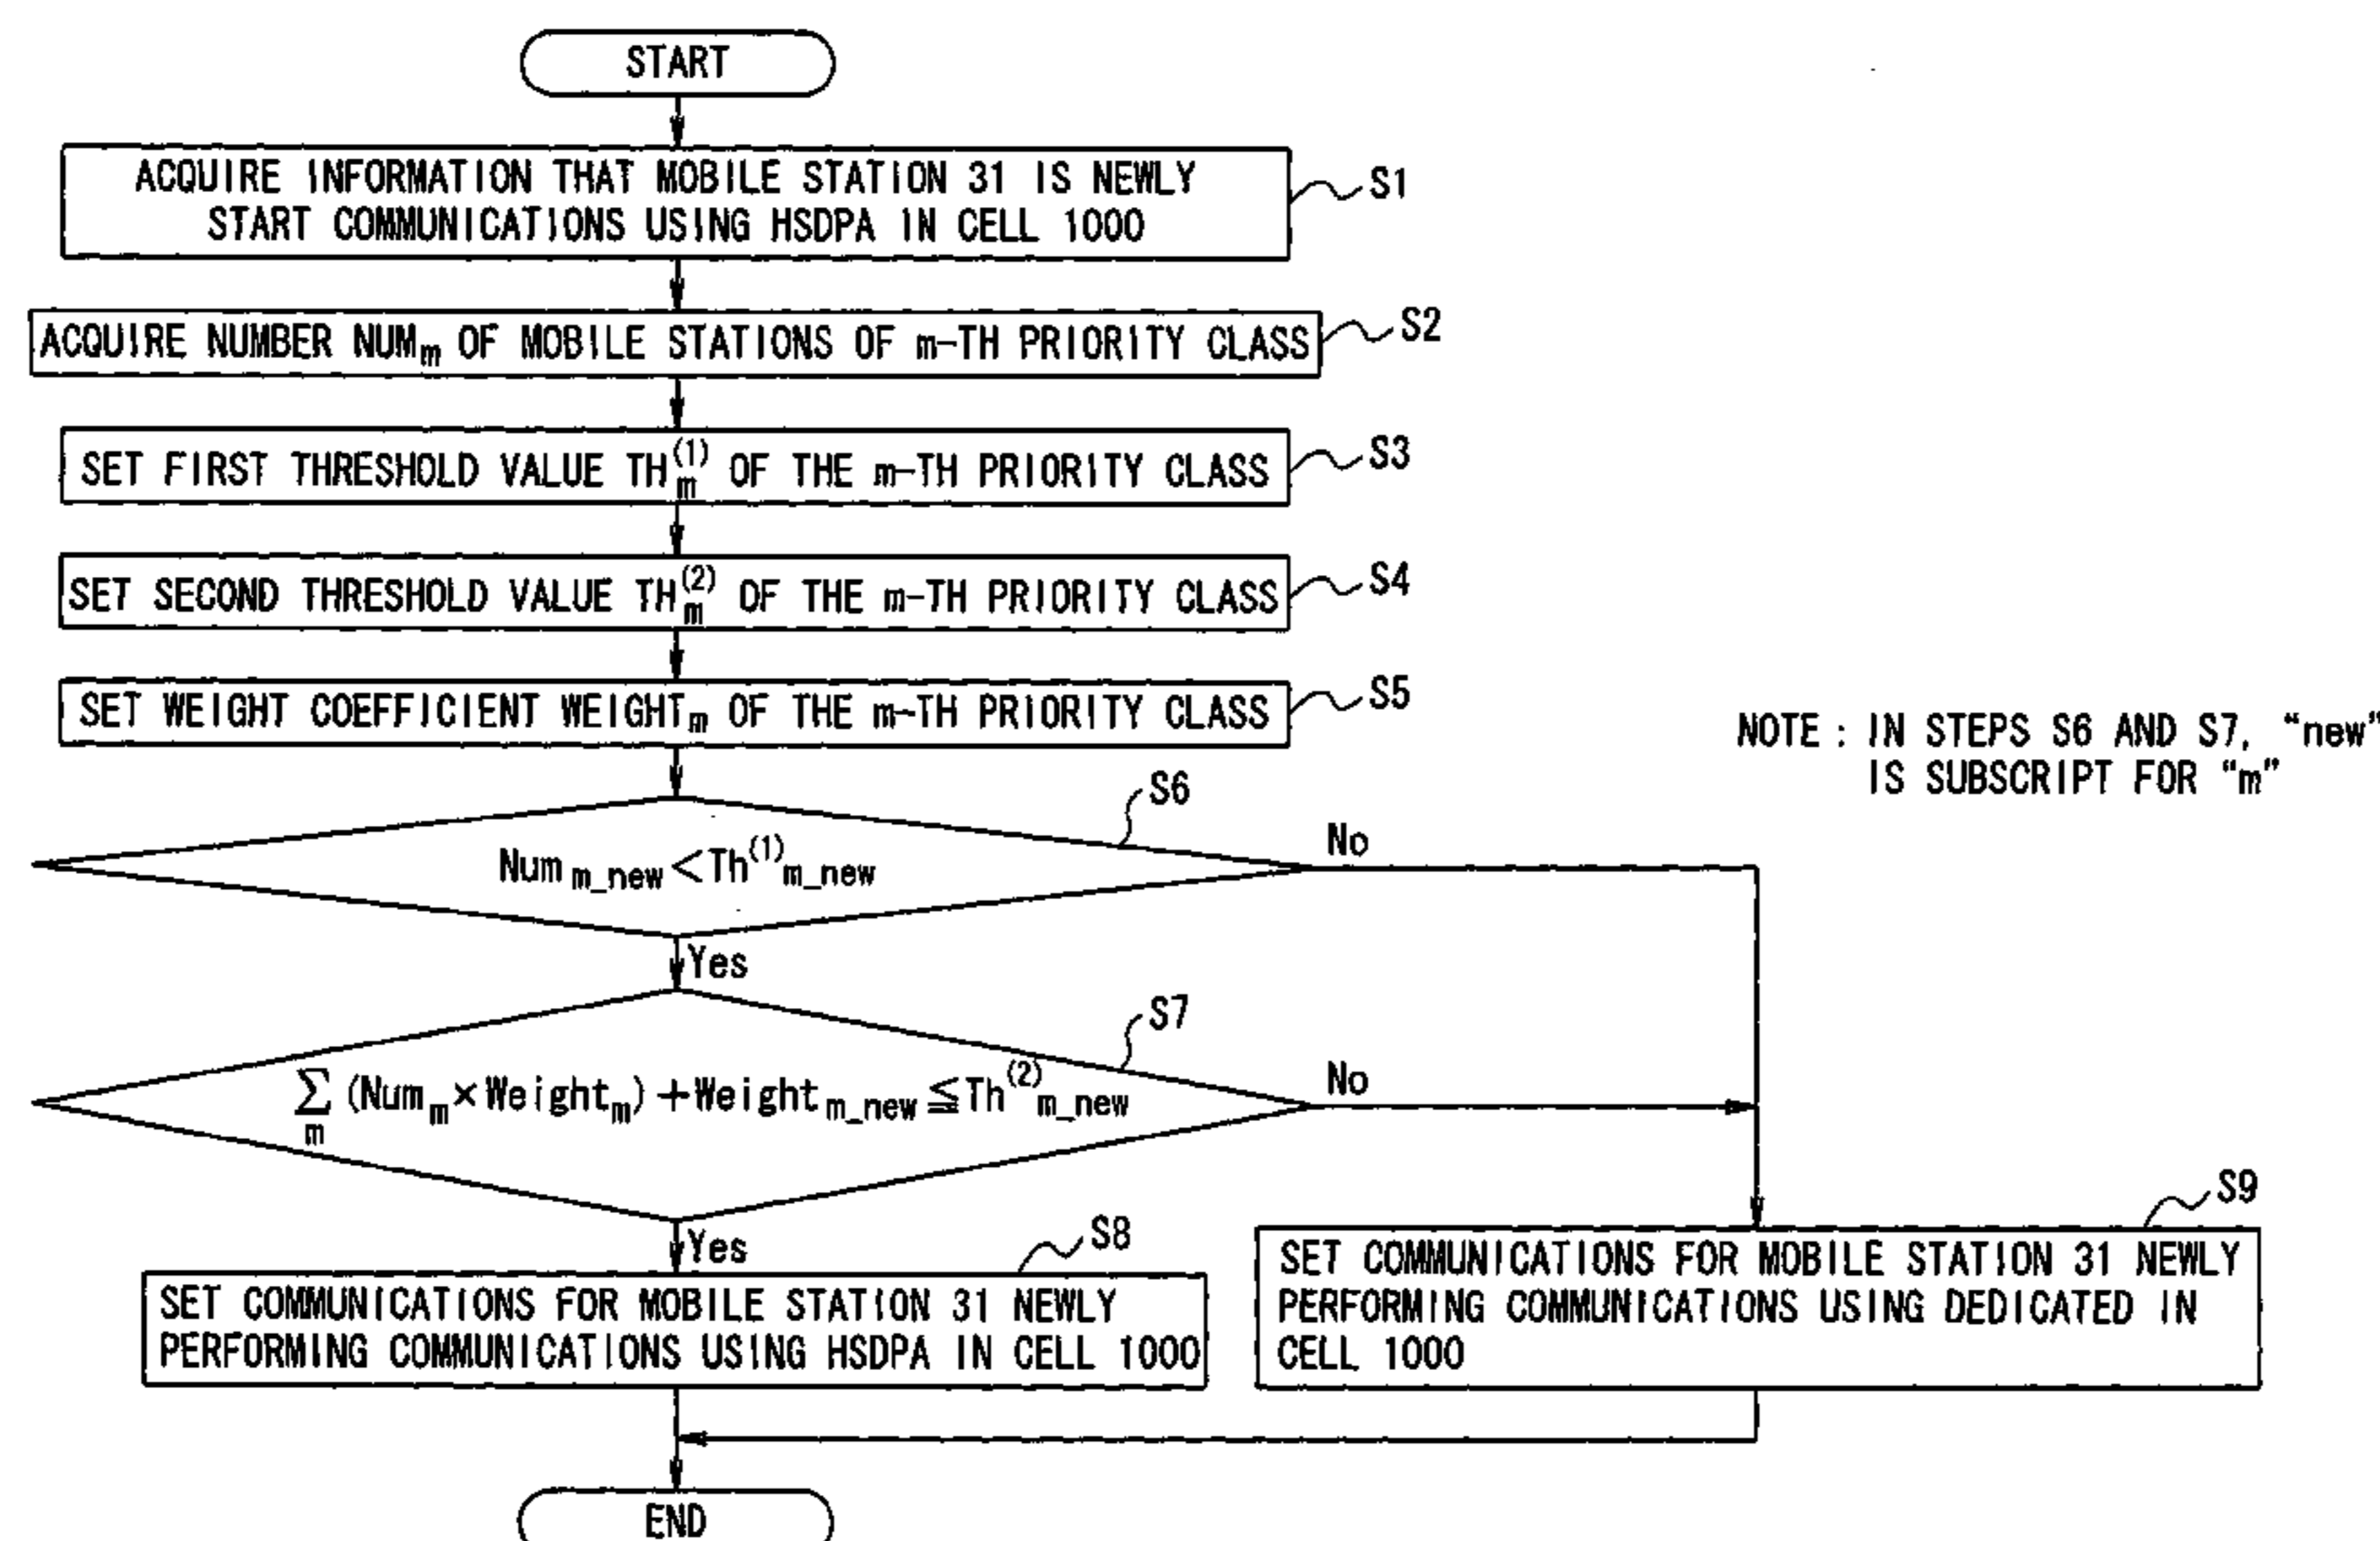 START
ACQUIRE INFORMATION THAT MOBILE STATION 31 IS NEWLY
START COMMUNICATIONS USING HSDPA IN CELL 1000
S1
ACQUIRE NUMBER NUMm OF MOBILE STATIONS OF m-TH PRIORITY CLASS
S2
SET FIRST THRESHOLD VALUE TH(1)m OF THE m-TH PRIORITY CLASS
S3
SET SECOND THRESHOLD VALUE TH(2)m OF THE m-TH PRIORITY CLASS
S4
SET WEIGHT COEFFICIENT WEIGHTm OF THE m-TH PRIORITY CLASS
S5
NOTE : IN STEPS S6 AND S7, “new”
IS SUBSCRIPT FOR “m”
S6
Num m_new < Th(1) m_new
No
Yes
S7
Σm (Numm × Weightm) + Weight m_new ≦ Th(2) m_new
No
Yes
S8
SET COMMUNICATIONS FOR MOBILE STATION 31 NEWLY
PERFORMING COMMUNICATIONS USING HSDPA IN CELL 1000
S9
SET COMMUNICATIONS FOR MOBILE STATION 31 NEWLY
PERFORMING COMMUNICATIONS USING DEDICATED IN
CELL 1000
END